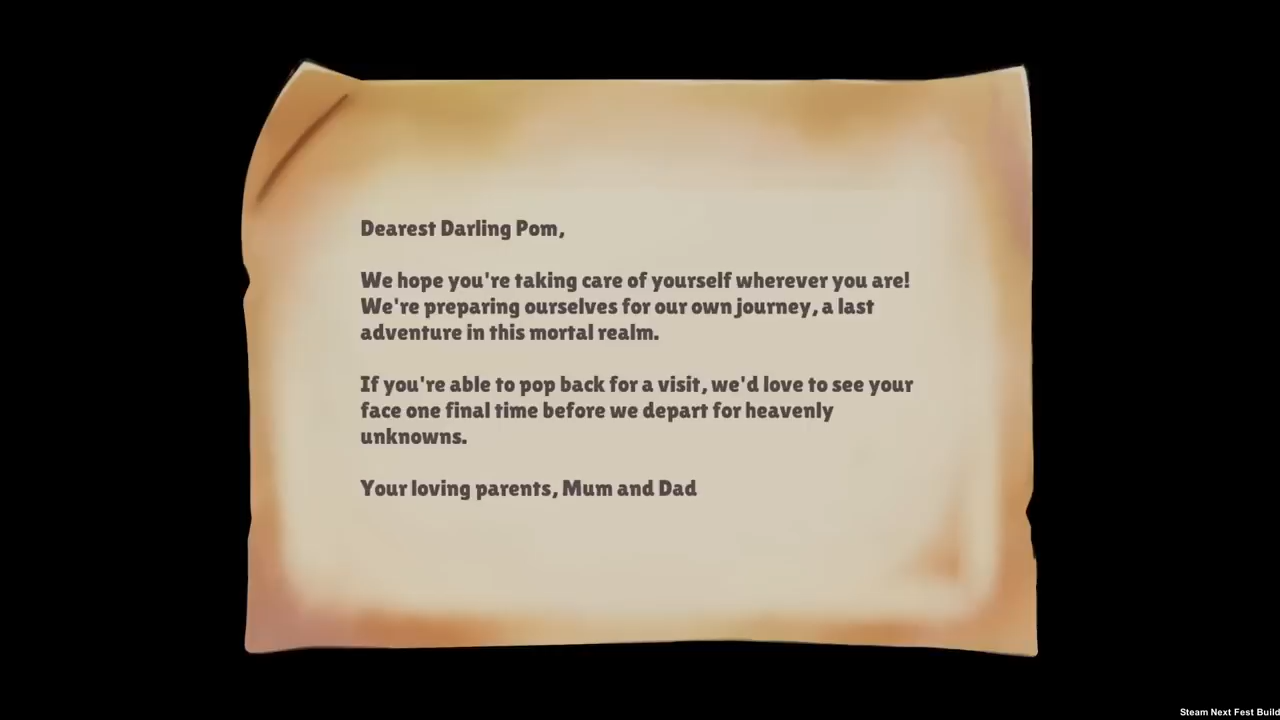 Dearest Darling Pom,
We hope you're taking care of yourself wherever you are!
We're preparing ourselves for our own journey, a last
adventure in this mortal realm.
If you're able to pop back for a visit, we'd love to see your
face one final time before we depart for heavenly
unknowns.
Your loving parents, Mum and Dad
Steam Next Fest Build